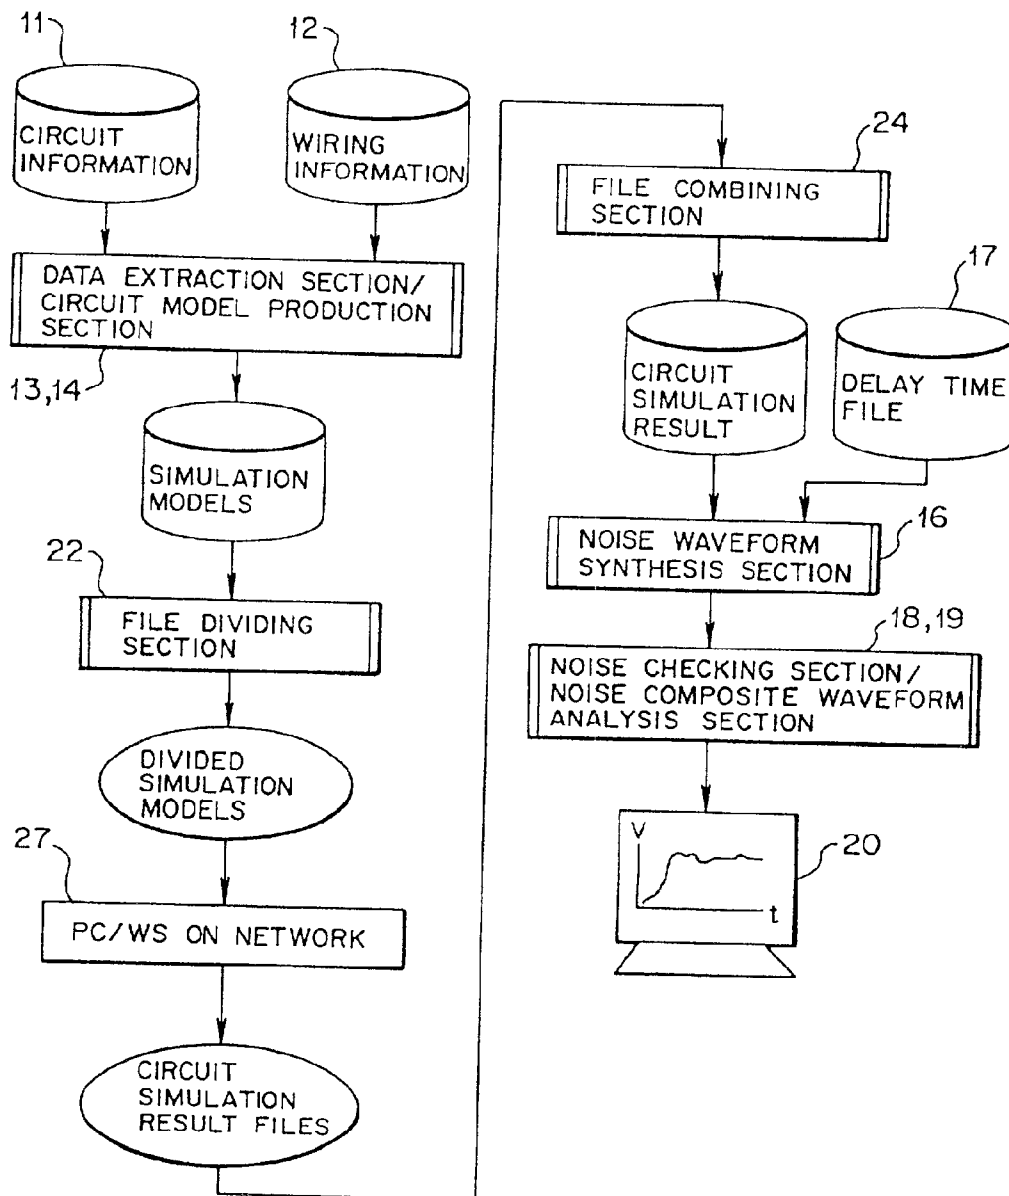 11
12
CIRCUIT
INFORMATION
WIRING
INFORMATION
DATA EXTRACTION SECTION/
CIRCUIT MODEL PRODUCTION
SECTION
13,14
SIMULATION
MODELS
22
FILE DIVIDING
SECTION
DIVIDED
SIMULATION
MODELS
27
PC/WS ON NETWORK
CIRCUIT
SIMULATION
RESULT FILES
24
FILE COMBINING
SECTION
17
CIRCUIT
SIMULATION
RESULT
DELAY TIME
FILE
16
NOISE WAVEFORM
SYNTHESIS SECTION
18,19
NOISE CHECKING SECTION/
NOISE COMPOSITE WAVEFORM
ANALYSIS SECTION
V
t
20